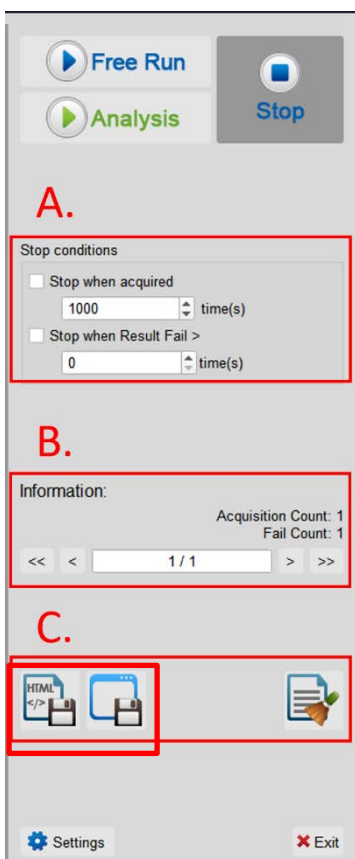 Free Run
Analysis
Stop
A.
Stop conditions
Stop when acquired
1000 time(s)
Stop when Result Fail >
0 time(s)
B.
Information:
Acquisition Count: 1
Fail Count: 1
<< < 1 / 1 > >>
C.
HTML
</>
Settings
Exit